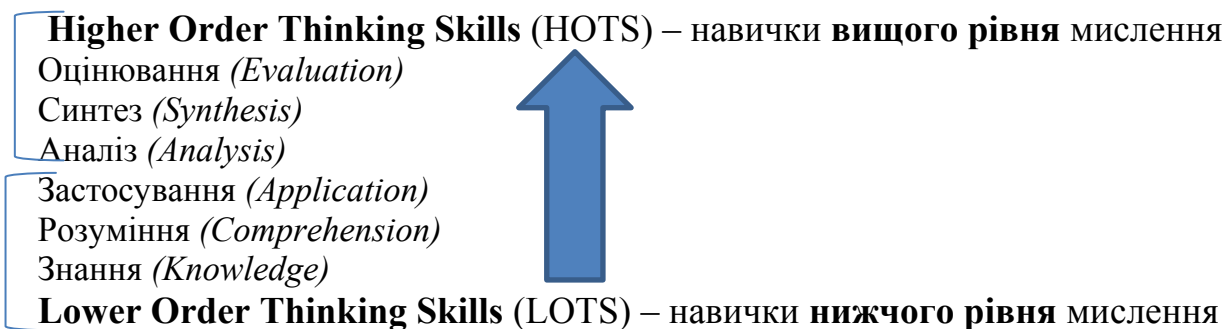 Higher Order Thinking Skills (HOTS) – навички вищого рівня мислення
Оцінювання (Evaluation)
Синтез (Synthesis)
Аналіз (Analysis)
Застосування (Application)
Розуміння (Comprehension)
Знання (Knowledge)
Lower Order Thinking Skills (LOTS) – навички нижчого рівня мислення